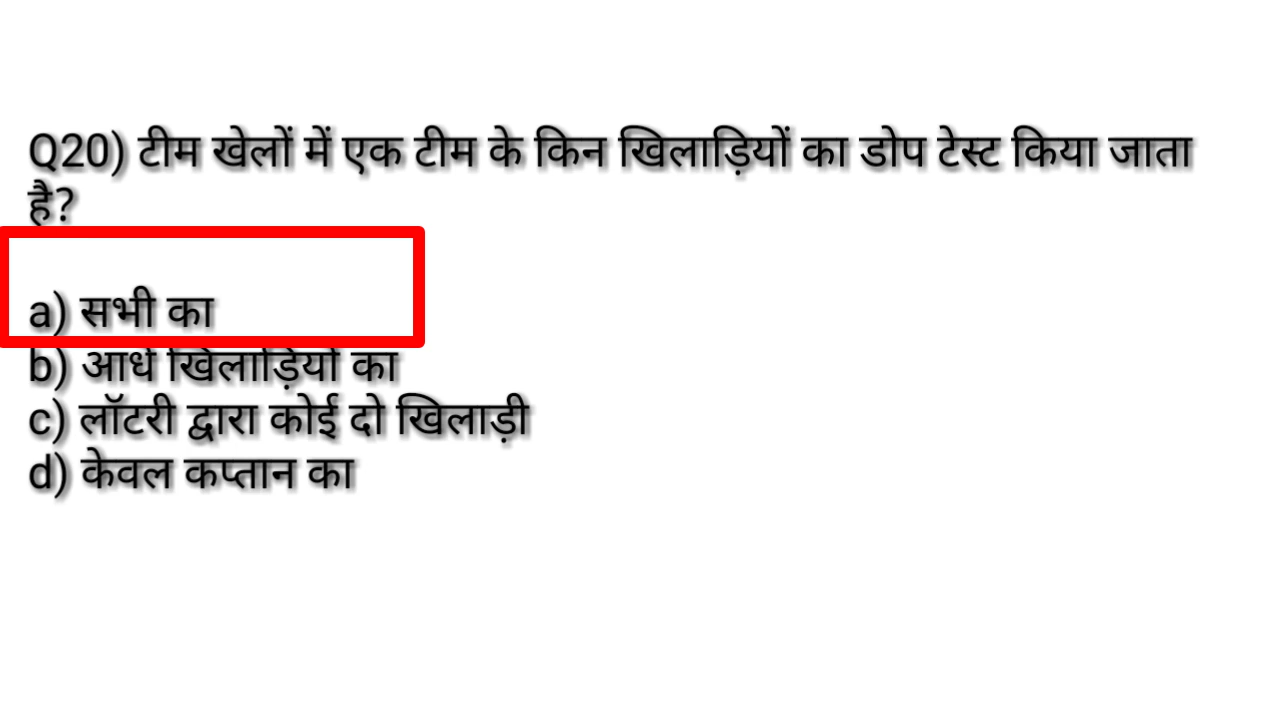 Q20) टीम खेलों में एक टीम के किन खिलाड़ियों का डोप टेस्ट किया जाता
है?
a) सभी का
b) आधे खिलाड़ियों का
c) लॉटरी द्वारा कोई दो खिलाड़ी
d) केवल कप्तान का